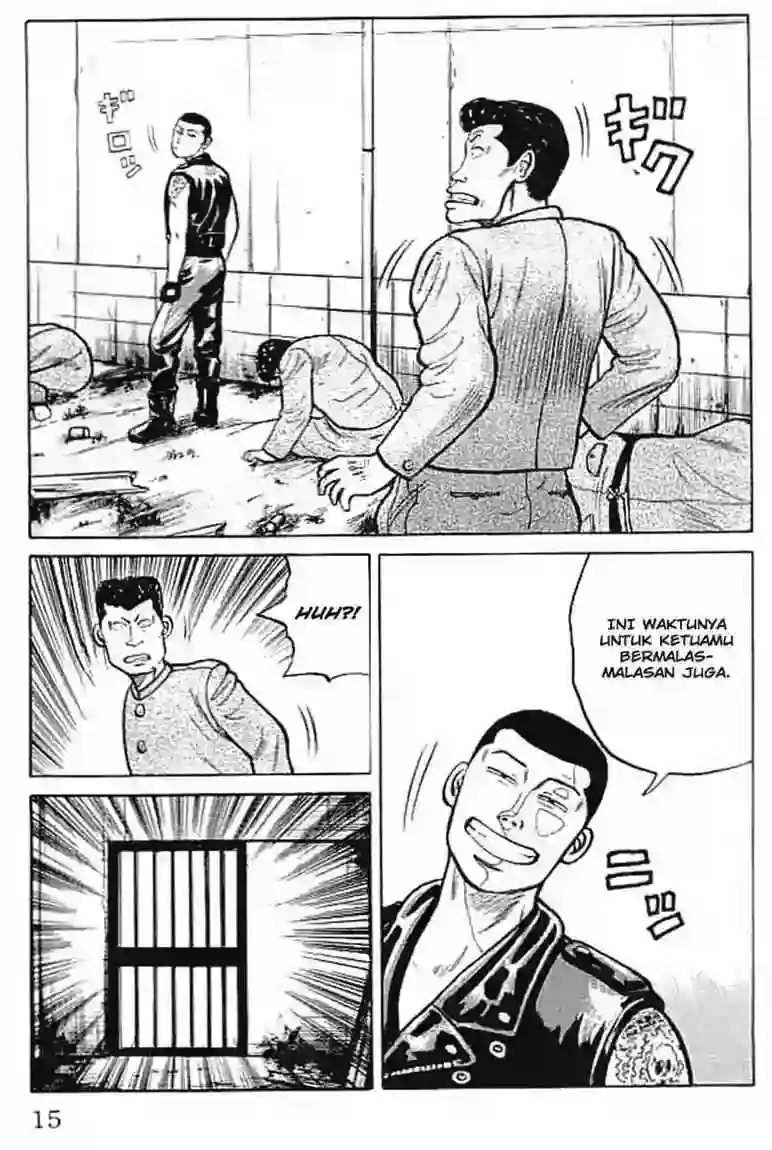 ギク
ギロッ
INI WAKTUNYA
UNTUK KETUAMU
BERMALAS-
MALASAN JUGA.
HUH?!
ニッ
15